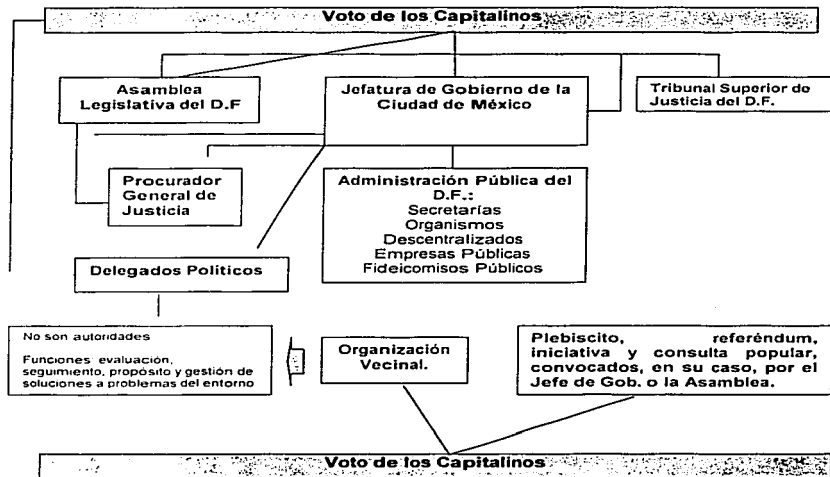 Voto de los Capitalinos
Asamblea
Legislativa del D.F
Jefatura de Gobierno de la
Ciudad de México
Tribunal Superior de
Justicia del D.F.
Procurador
General de
Justicia
Administración Pública del
D.F.:
Secretarías
Organismos
Descentralizados
Empresas Públicas
Fideicomisos Públicos
Delegados Políticos
No son autoridades
Funciones evaluación,
seguimiento, propósito y gestión de
soluciones a problemas del entorno
Organización
Vecinal.
Plebiscito, referéndum,
iniciativa y consulta popular,
convocados, en su caso, por el
Jefe de Gob. o la Asamblea.
Voto de los Capitalinos